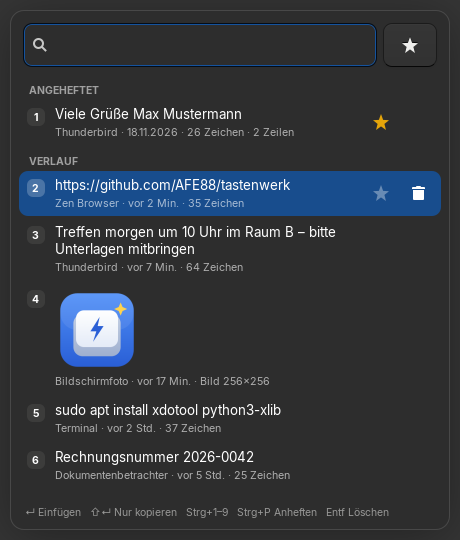 ANGEHEFTET
1
Viele Grüße Max Mustermann
Thunderbird · 18.11.2026 · 26 Zeichen · 2 Zeilen
VERLAUF
2
https://github.com/AFE88/tastenwerk
Zen Browser · vor 2 Min. · 35 Zeichen
3
Treffen morgen um 10 Uhr im Raum B – bitte
Unterlagen mitbringen
Thunderbird · vor 7 Min. · 64 Zeichen
4
Bildschirmfoto · vor 17 Min. · Bild 256×256
5
sudo apt install xdotool python3-xlib
Terminal · vor 2 Std. · 37 Zeichen
6
Rechnungsnummer 2026-0042
Dokumentenbetrachter · vor 5 Std. · 25 Zeichen
↵ Einfügen ⇧↵ Nur kopieren Strg+1–9 Strg+P Anheften Entf Löschen